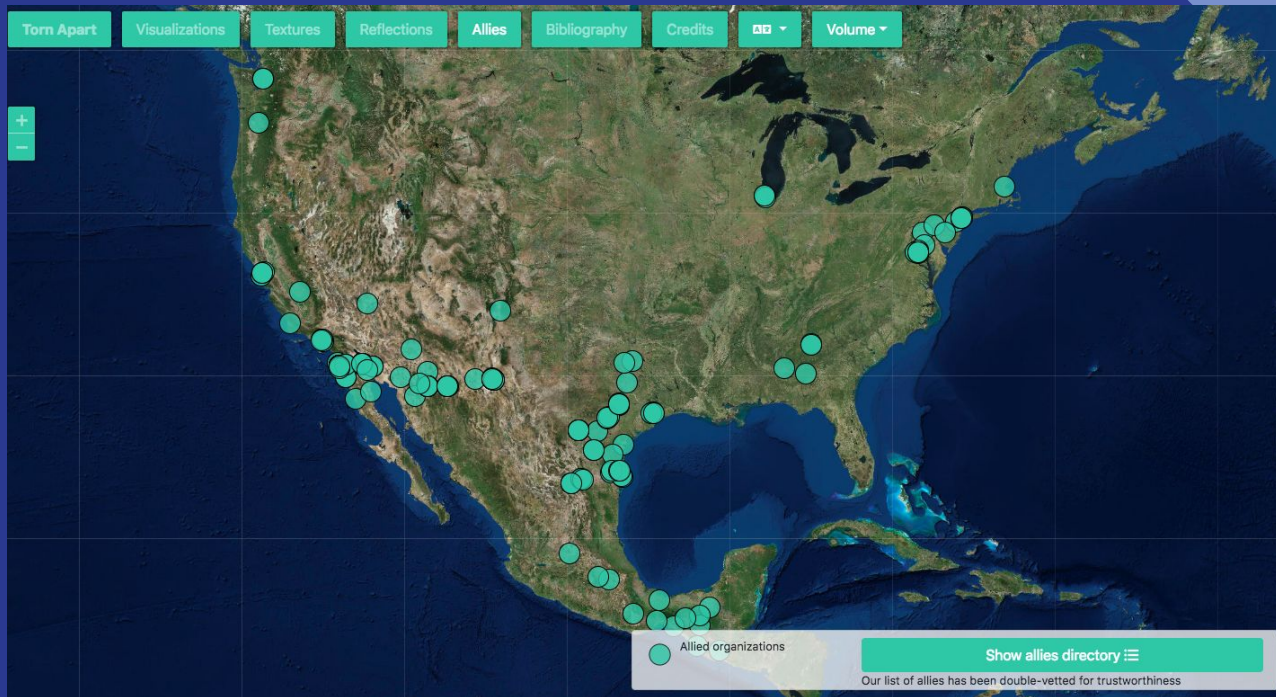 Torn Apart Visualizations Textures Reflections Allies Bibliography Credits Volume
+
−
Allied organizations
Show allies directory
Our list of allies has been double-vetted for trustworthiness